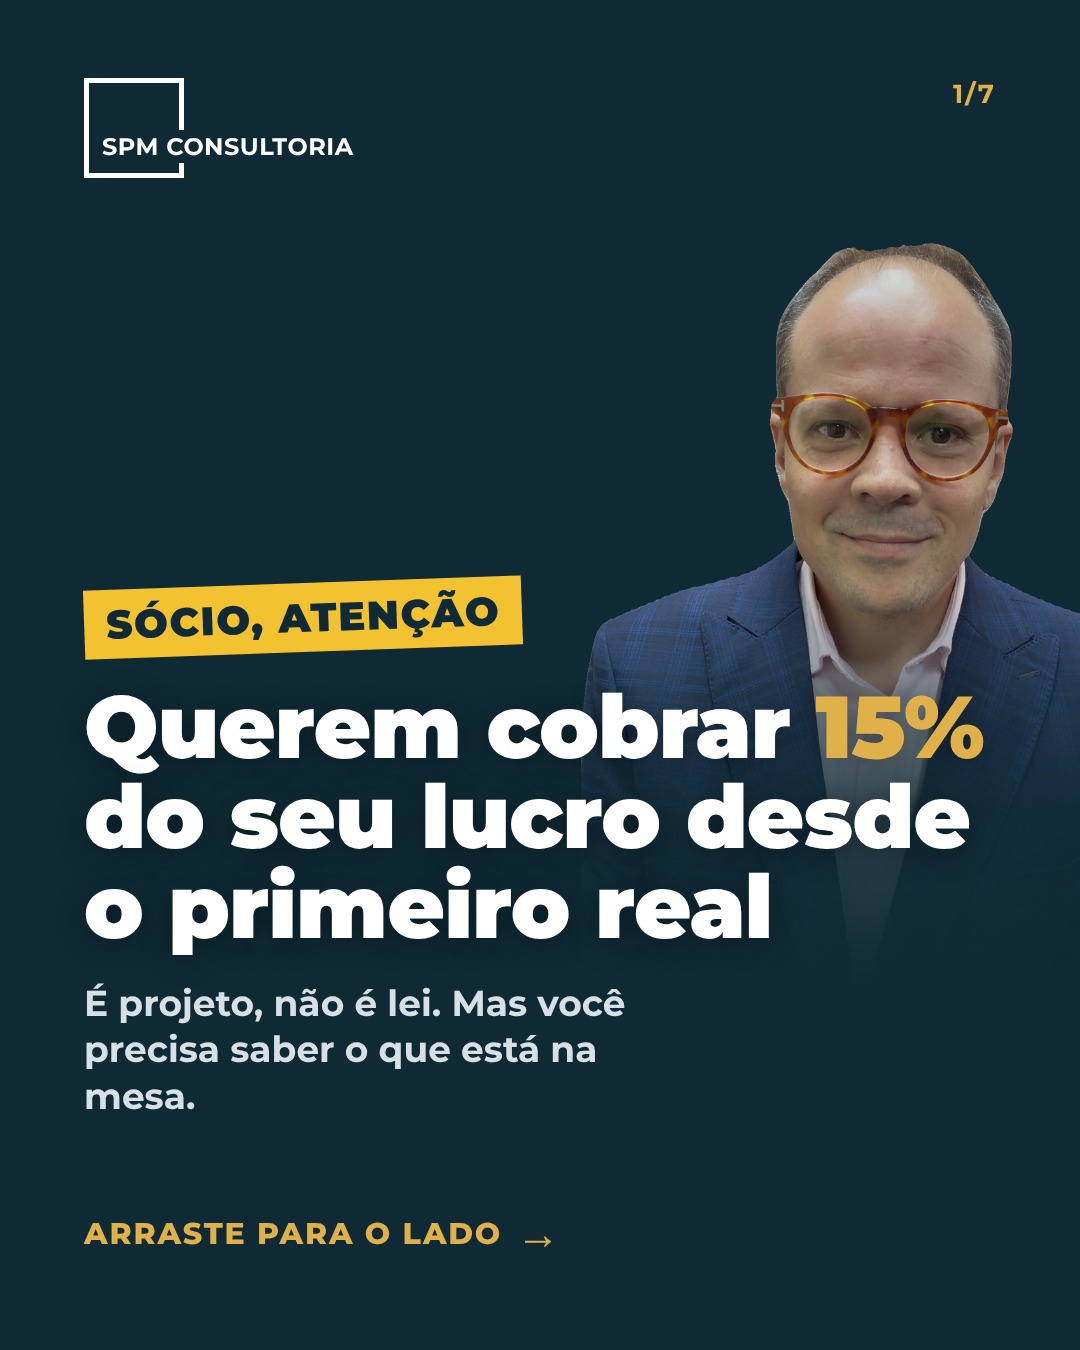 SPM CONSULTORIA
1/7
SÓCIO, ATENÇÃO
Querem cobrar 15%
do seu lucro desde
o primeiro real
É projeto, não é lei. Mas você
precisa saber o que está na
mesa.
ARRASTE PARA O LADO →